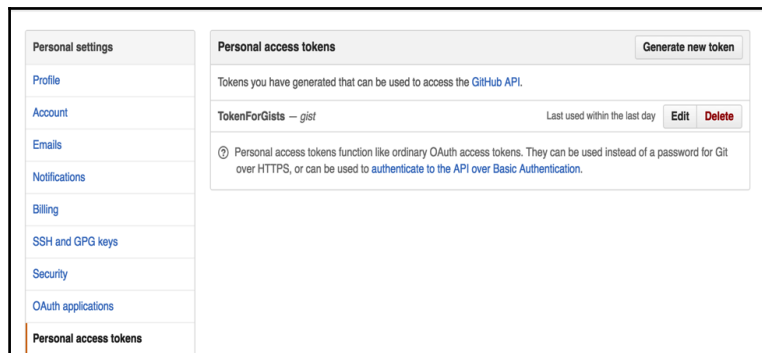 Personal settings
Profile
Account
Emails
Notifications
Billing
SSH and GPG keys
Security
OAuth applications
Personal access tokens
Personal access tokens
Generate new token
Tokens you have generated that can be used to access the GitHub API.
TokenForGists — gist
Last used within the last day
Edit
Delete
Personal access tokens function like ordinary OAuth access tokens. They can be used instead of a password for Git
over HTTPS, or can be used to authenticate to the API over Basic Authentication.